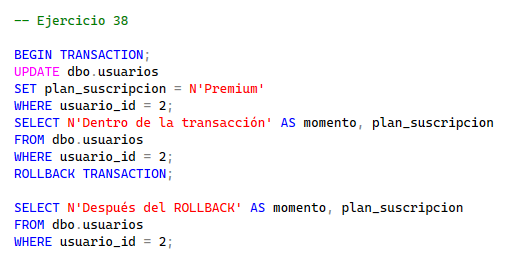 -- Ejercicio 38
BEGIN TRANSACTION;
UPDATE dbo.usuarios
SET plan_suscripcion = N'Premium'
WHERE usuario_id = 2;
SELECT N'Dentro de la transacción' AS momento, plan_suscripcion
FROM dbo.usuarios
WHERE usuario_id = 2;
ROLLBACK TRANSACTION;
SELECT N'Después del ROLLBACK' AS momento, plan_suscripcion
FROM dbo.usuarios
WHERE usuario_id = 2;